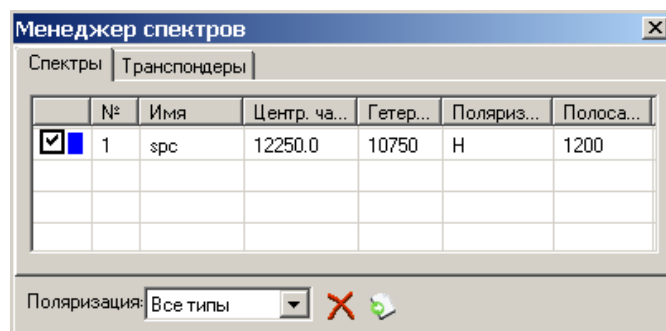 Менеджер спектров
Спектры Транспондеры
№ Имя Центр. ча... Гетер... Поляриз... Полоса...
1 spc 12250.0 10750 H 1200
Поляризация: Все типы